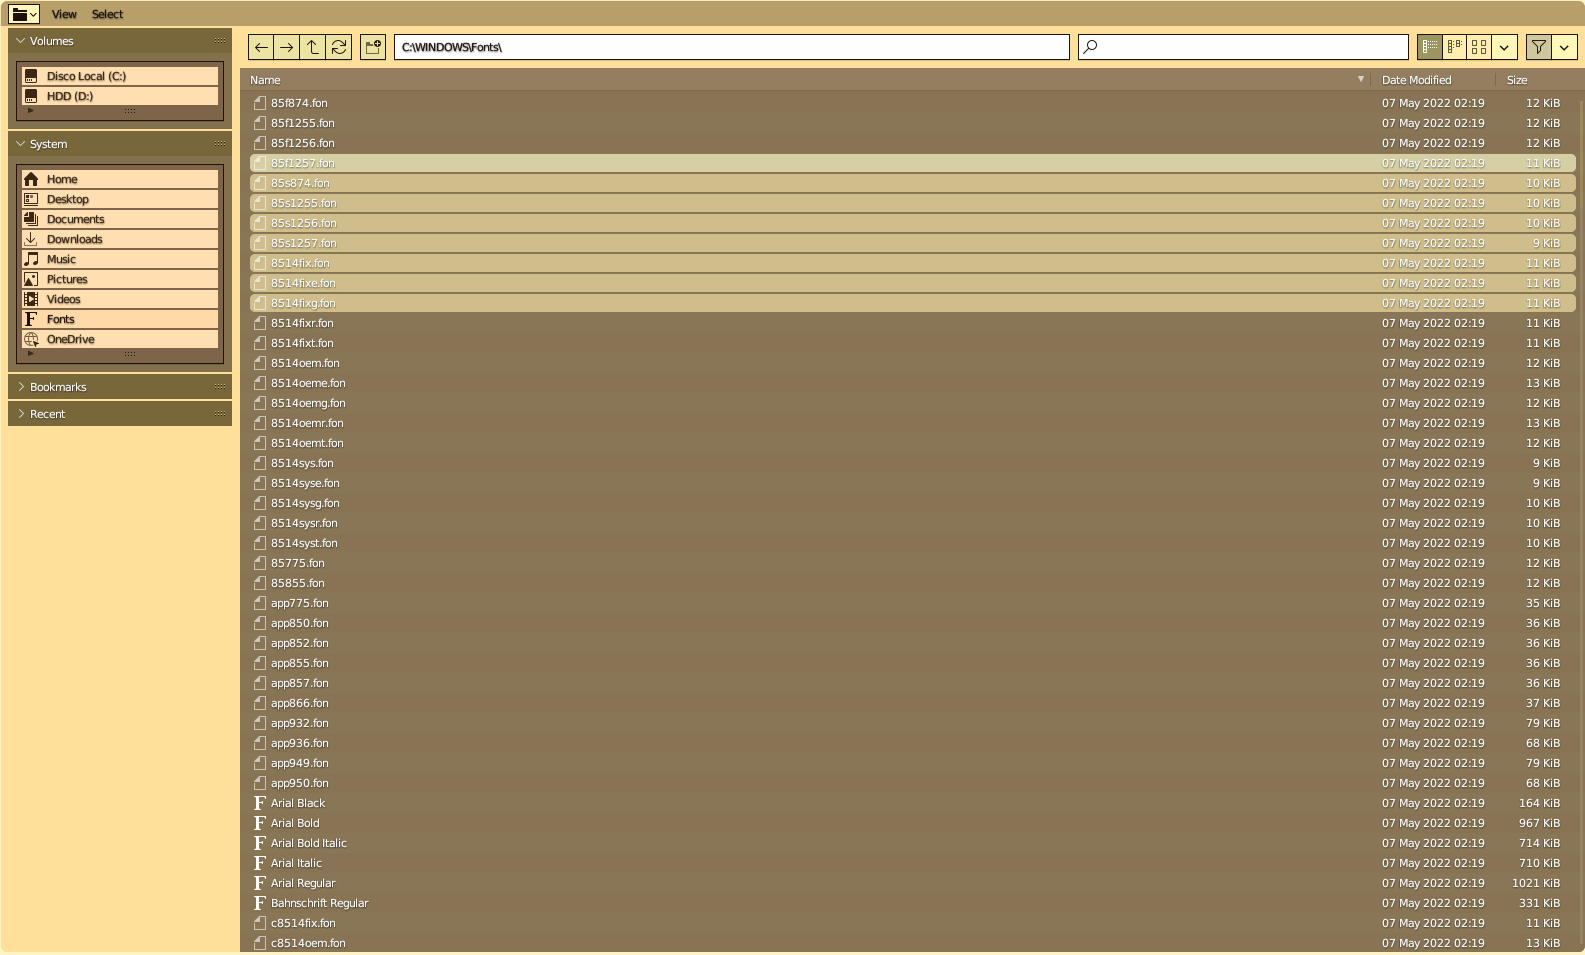 View Select
Volumes
Disco Local (C:)
HDD (D:)
System
Home
Desktop
Documents
Downloads
Music
Pictures
Videos
Fonts
OneDrive
Bookmarks
Recent
C:\WINDOWS\Fonts\
Name Date Modified Size
85f874.fon 07 May 2022 02:19 12 KiB
85f1255.fon 07 May 2022 02:19 12 KiB
85f1256.fon 07 May 2022 02:19 12 KiB
85f1257.fon 07 May 2022 02:19 11 KiB
85s874.fon 07 May 2022 02:19 10 KiB
85s1255.fon 07 May 2022 02:19 10 KiB
85s1256.fon 07 May 2022 02:19 10 KiB
85s1257.fon 07 May 2022 02:19 9 KiB
8514fix.fon 07 May 2022 02:19 11 KiB
8514fixe.fon 07 May 2022 02:19 11 KiB
8514fixg.fon 07 May 2022 02:19 11 KiB
8514fixr.fon 07 May 2022 02:19 11 KiB
8514fixt.fon 07 May 2022 02:19 11 KiB
8514oem.fon 07 May 2022 02:19 12 KiB
8514oeme.fon 07 May 2022 02:19 13 KiB
8514oemg.fon 07 May 2022 02:19 12 KiB
8514oemr.fon 07 May 2022 02:19 13 KiB
8514oemt.fon 07 May 2022 02:19 12 KiB
8514sys.fon 07 May 2022 02:19 9 KiB
8514syse.fon 07 May 2022 02:19 9 KiB
8514sysg.fon 07 May 2022 02:19 10 KiB
8514sysr.fon 07 May 2022 02:19 10 KiB
8514syst.fon 07 May 2022 02:19 10 KiB
85775.fon 07 May 2022 02:19 12 KiB
85855.fon 07 May 2022 02:19 12 KiB
app775.fon 07 May 2022 02:19 35 KiB
app850.fon 07 May 2022 02:19 36 KiB
app852.fon 07 May 2022 02:19 36 KiB
app855.fon 07 May 2022 02:19 36 KiB
app857.fon 07 May 2022 02:19 36 KiB
app866.fon 07 May 2022 02:19 37 KiB
app932.fon 07 May 2022 02:19 79 KiB
app936.fon 07 May 2022 02:19 68 KiB
app949.fon 07 May 2022 02:19 79 KiB
app950.fon 07 May 2022 02:19 68 KiB
Arial Black 07 May 2022 02:19 164 KiB
Arial Bold 07 May 2022 02:19 967 KiB
Arial Bold Italic 07 May 2022 02:19 714 KiB
Arial Italic 07 May 2022 02:19 710 KiB
Arial Regular 07 May 2022 02:19 1021 KiB
Bahnschrift Regular 07 May 2022 02:19 331 KiB
c8514fix.fon 07 May 2022 02:19 11 KiB
c8514oem.fon 07 May 2022 02:19 13 KiB